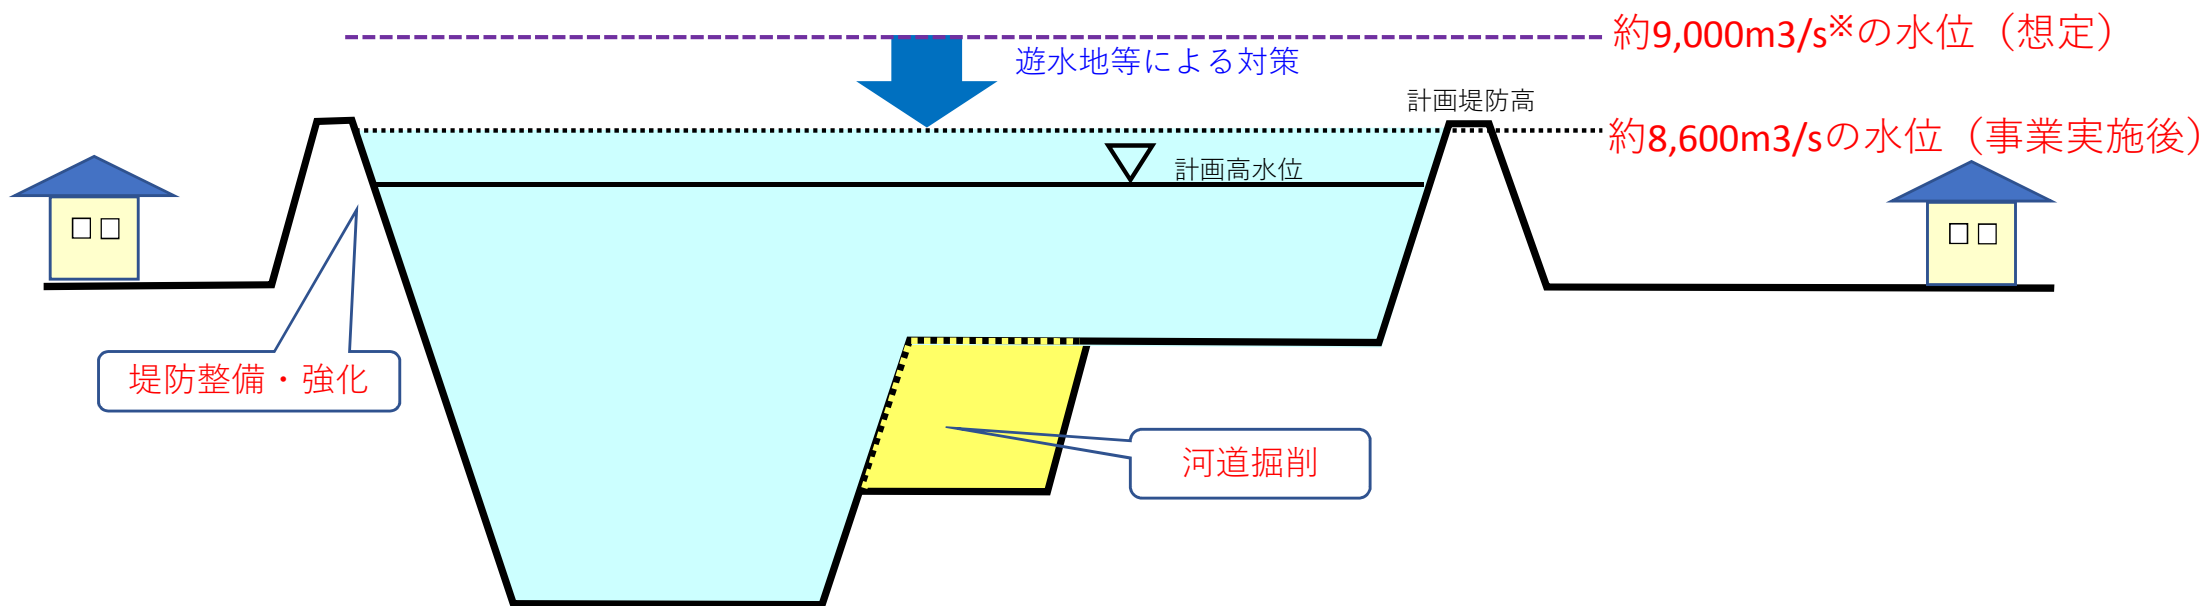 約9,000m3/s※の水位（想定）
遊水地等による対策
計画堤防高
約8,600m3/sの水位（事業実施後）
計画高水位
堤防整備・強化
河道掘削